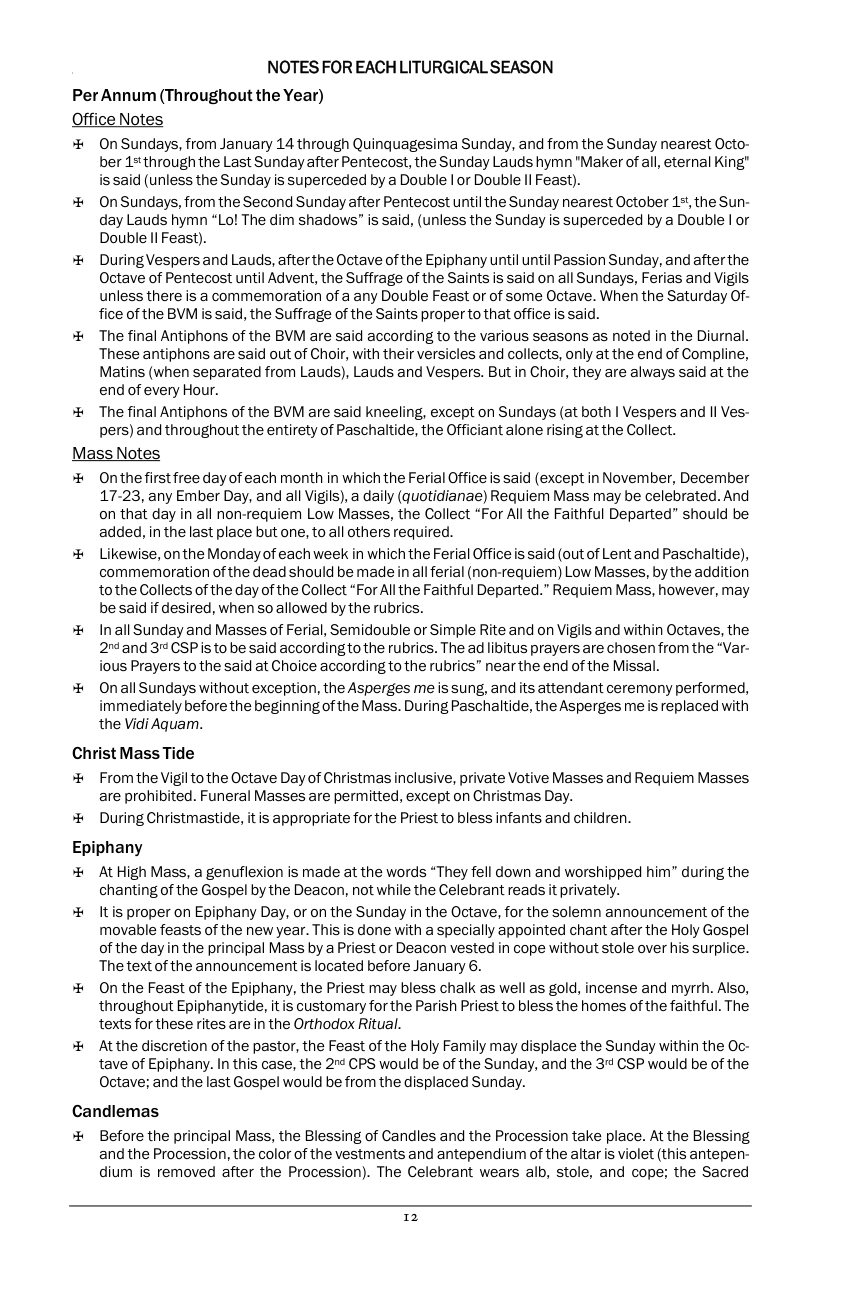 NOTES FOR EACH LITURGICAL SEASON
Per Annum (Throughout the Year)
Office Notes
✠ On Sundays, from January 14 through Quinquagesima Sunday, and from the Sunday nearest Octo-
ber 1st through the Last Sunday after Pentecost, the Sunday Lauds hymn "Maker of all, eternal King"
is said (unless the Sunday is superceded by a Double I or Double II Feast).
✠ On Sundays, from the Second Sunday after Pentecost until the Sunday nearest October 1st, the Sun-
day Lauds hymn “Lo! The dim shadows” is said, (unless the Sunday is superceded by a Double I or
Double II Feast).
✠ During Vespers and Lauds, after the Octave of the Epiphany until until Passion Sunday, and after the
Octave of Pentecost until Advent, the Suffrage of the Saints is said on all Sundays, Ferias and Vigils
unless there is a commemoration of a any Double Feast or of some Octave. When the Saturday Of-
fice of the BVM is said, the Suffrage of the Saints proper to that office is said.
✠ The final Antiphons of the BVM are said according to the various seasons as noted in the Diurnal.
These antiphons are said out of Choir, with their versicles and collects, only at the end of Compline,
Matins (when separated from Lauds), Lauds and Vespers. But in Choir, they are always said at the
end of every Hour.
✠ The final Antiphons of the BVM are said kneeling, except on Sundays (at both I Vespers and II Ves-
pers) and throughout the entirety of Paschaltide, the Officiant alone rising at the Collect.
Mass Notes
✠ On the first free day of each month in which the Ferial Office is said (except in November, December
17-23, any Ember Day, and all Vigils), a daily (quotidianae) Requiem Mass may be celebrated. And
on that day in all non-requiem Low Masses, the Collect “For All the Faithful Departed” should be
added, in the last place but one, to all others required.
✠ Likewise, on the Monday of each week in which the Ferial Office is said (out of Lent and Paschaltide),
commemoration of the dead should be made in all ferial (non-requiem) Low Masses, by the addition
to the Collects of the day of the Collect “For All the Faithful Departed.” Requiem Mass, however, may
be said if desired, when so allowed by the rubrics.
✠ In all Sunday and Masses of Ferial, Semidouble or Simple Rite and on Vigils and within Octaves, the
2nd and 3rd CSP is to be said according to the rubrics. The ad libitus prayers are chosen from the “Var-
ious Prayers to the said at Choice according to the rubrics” near the end of the Missal.
✠ On all Sundays without exception, the Asperges me is sung, and its attendant ceremony performed,
immediately before the beginning of the Mass. During Paschaltide, the Asperges me is replaced with
the Vidi Aquam.
Christ Mass Tide
✠ From the Vigil to the Octave Day of Christmas inclusive, private Votive Masses and Requiem Masses
are prohibited. Funeral Masses are permitted, except on Christmas Day.
✠ During Christmastide, it is appropriate for the Priest to bless infants and children.
Epiphany
✠ At High Mass, a genuflexion is made at the words “They fell down and worshipped him” during the
chanting of the Gospel by the Deacon, not while the Celebrant reads it privately.
✠ It is proper on Epiphany Day, or on the Sunday in the Octave, for the solemn announcement of the
movable feasts of the new year. This is done with a specially appointed chant after the Holy Gospel
of the day in the principal Mass by a Priest or Deacon vested in cope without stole over his surplice.
The text of the announcement is located before January 6.
✠ On the Feast of the Epiphany, the Priest may bless chalk as well as gold, incense and myrrh. Also,
throughout Epiphanytide, it is customary for the Parish Priest to bless the homes of the faithful. The
texts for these rites are in the Orthodox Ritual.
✠ At the discretion of the pastor, the Feast of the Holy Family may displace the Sunday within the Oc-
tave of Epiphany. In this case, the 2nd CPS would be of the Sunday, and the 3rd CSP would be of the
Octave; and the last Gospel would be from the displaced Sunday.
Candlemas
✠ Before the principal Mass, the Blessing of Candles and the Procession take place. At the Blessing
and the Procession, the color of the vestments and antependium of the altar is violet (this antepen-
dium is removed after the Procession). The Celebrant wears alb, stole, and cope; the Sacred
12